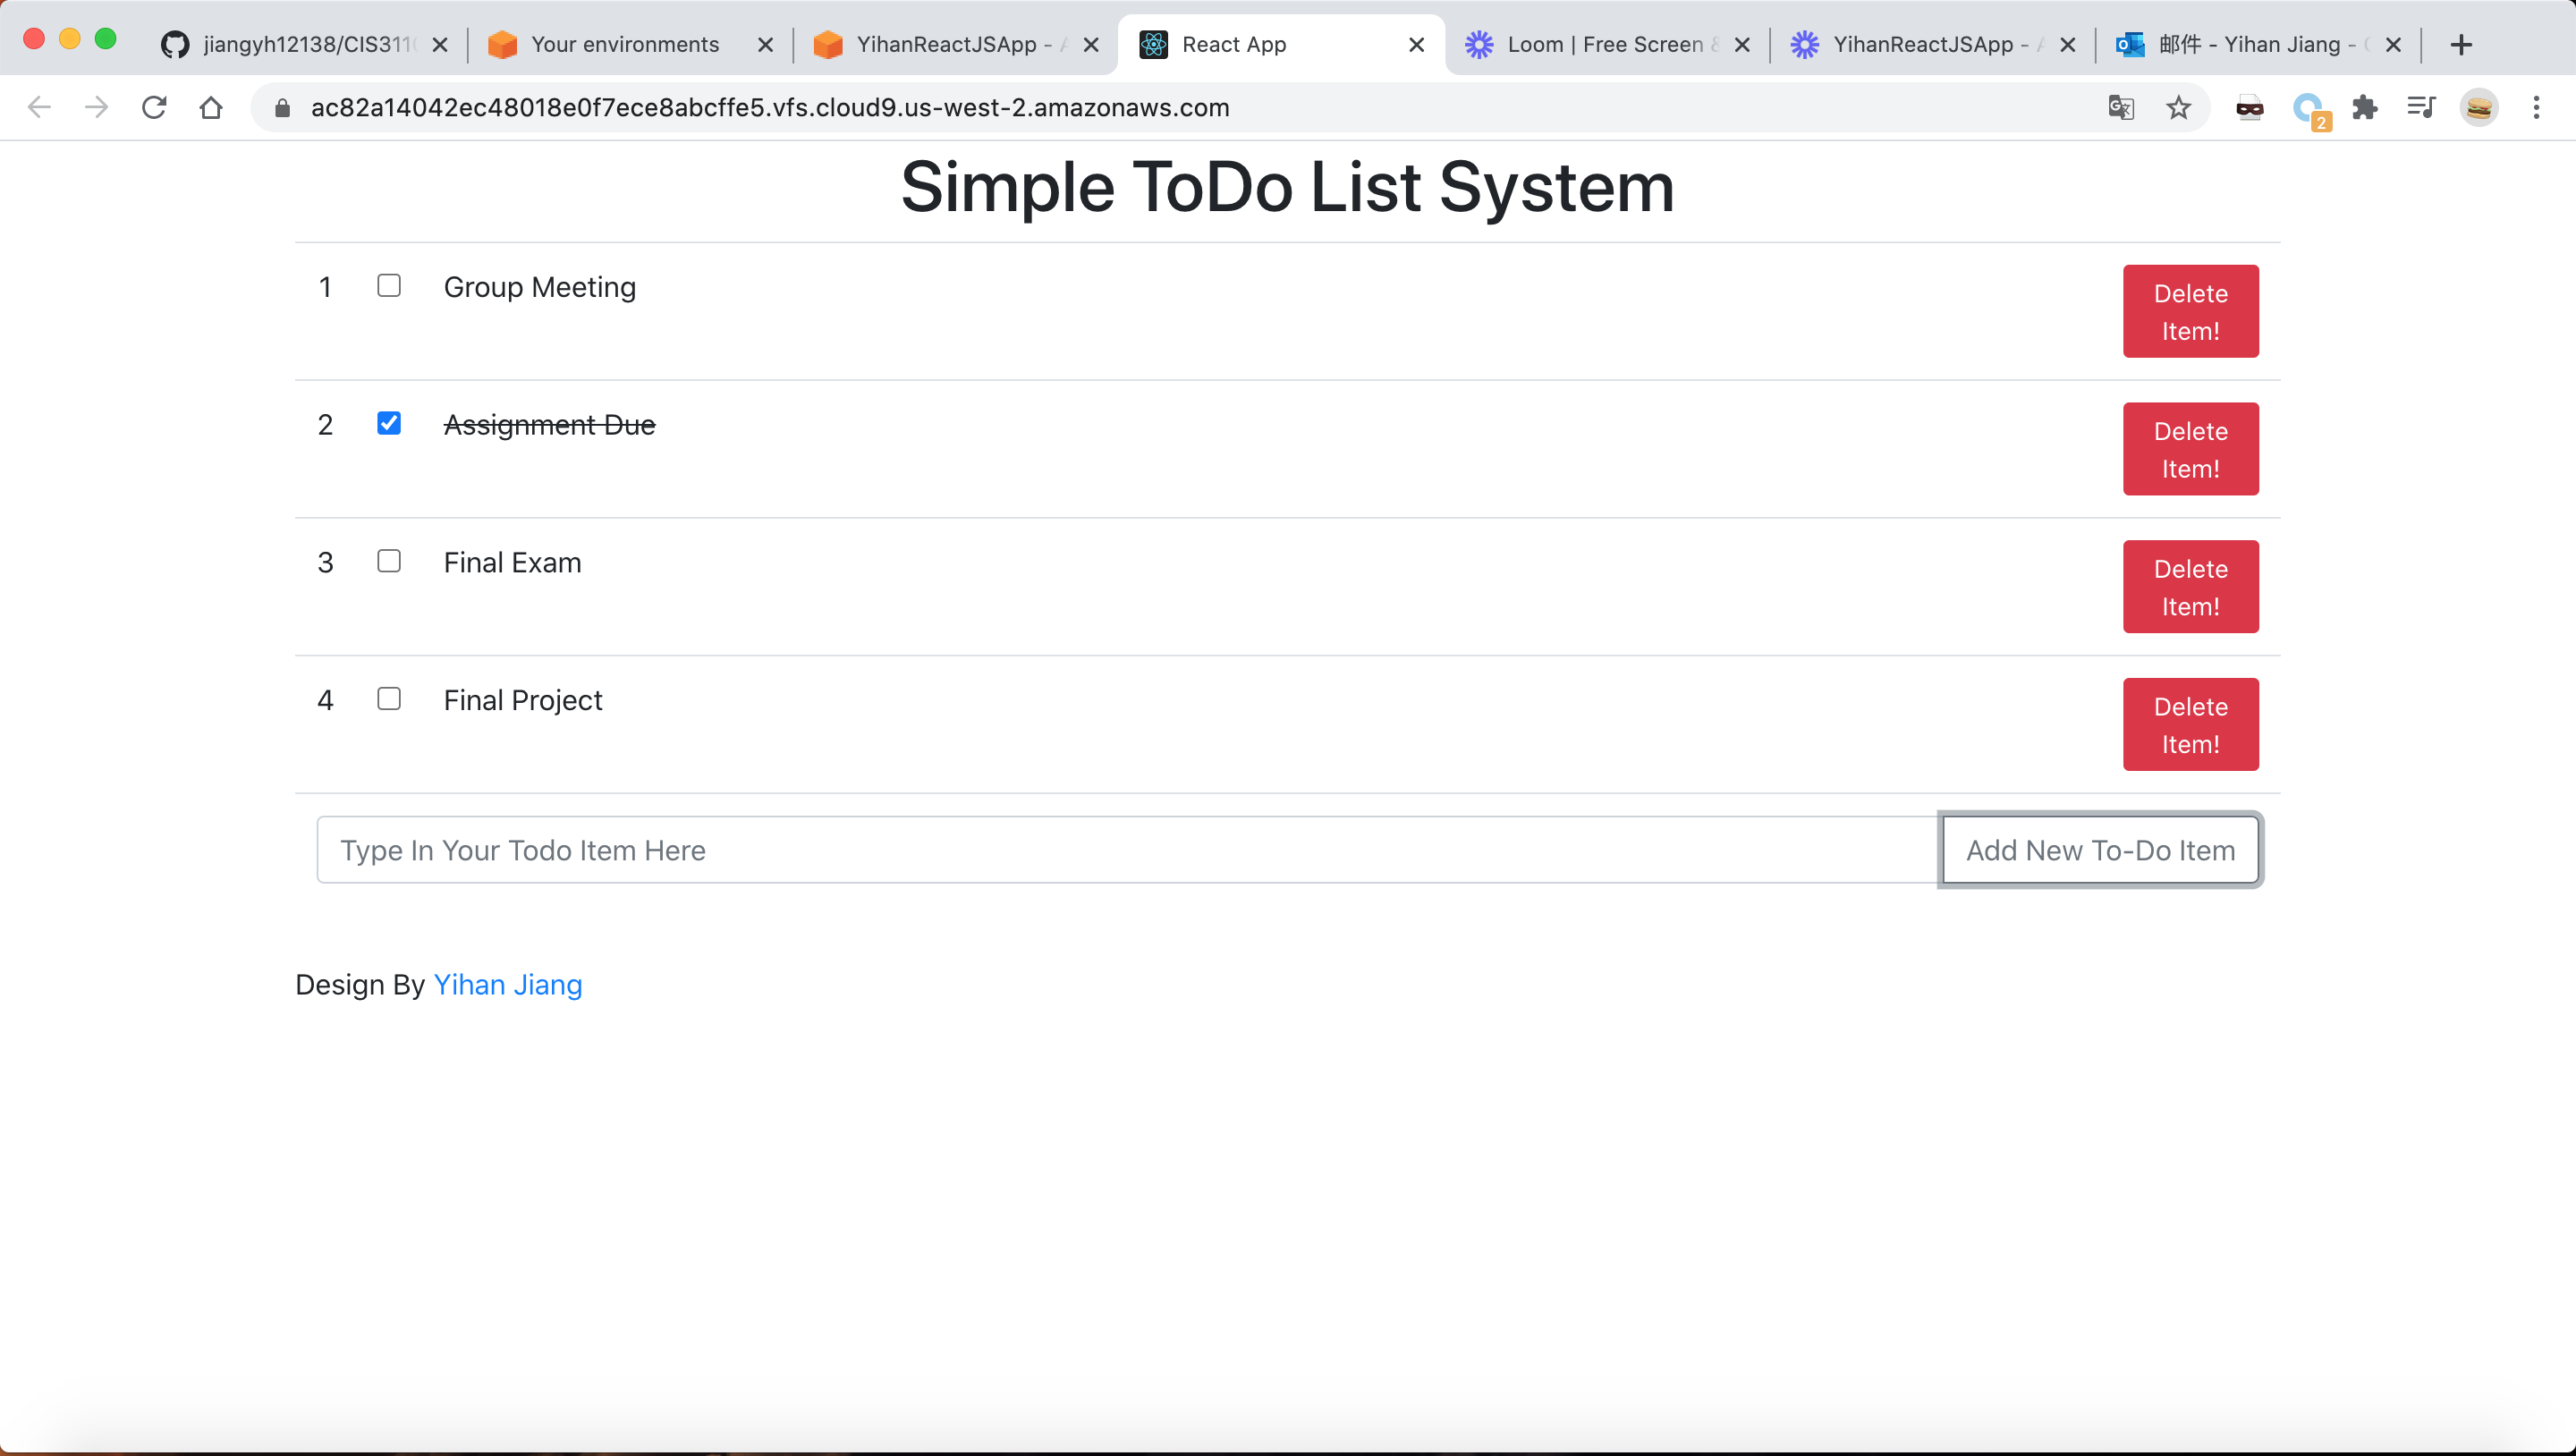 jiangyh12138/CIS311
Your environments
YihanReactJSApp -
React App
Loom | Free Screen &
YihanReactJSApp -
邮件 - Yihan Jiang -
ac82a14042ec48018e0f7ece8abcffe5.vfs.cloud9.us-west-2.amazonaws.com
2
Simple ToDo List System
1 Group Meeting
Delete
Item!
2 Assignment Due
Delete
Item!
3 Final Exam
Delete
Item!
4 Final Project
Delete
Item!
Type In Your Todo Item Here
Add New To-Do Item
Design By Yihan Jiang